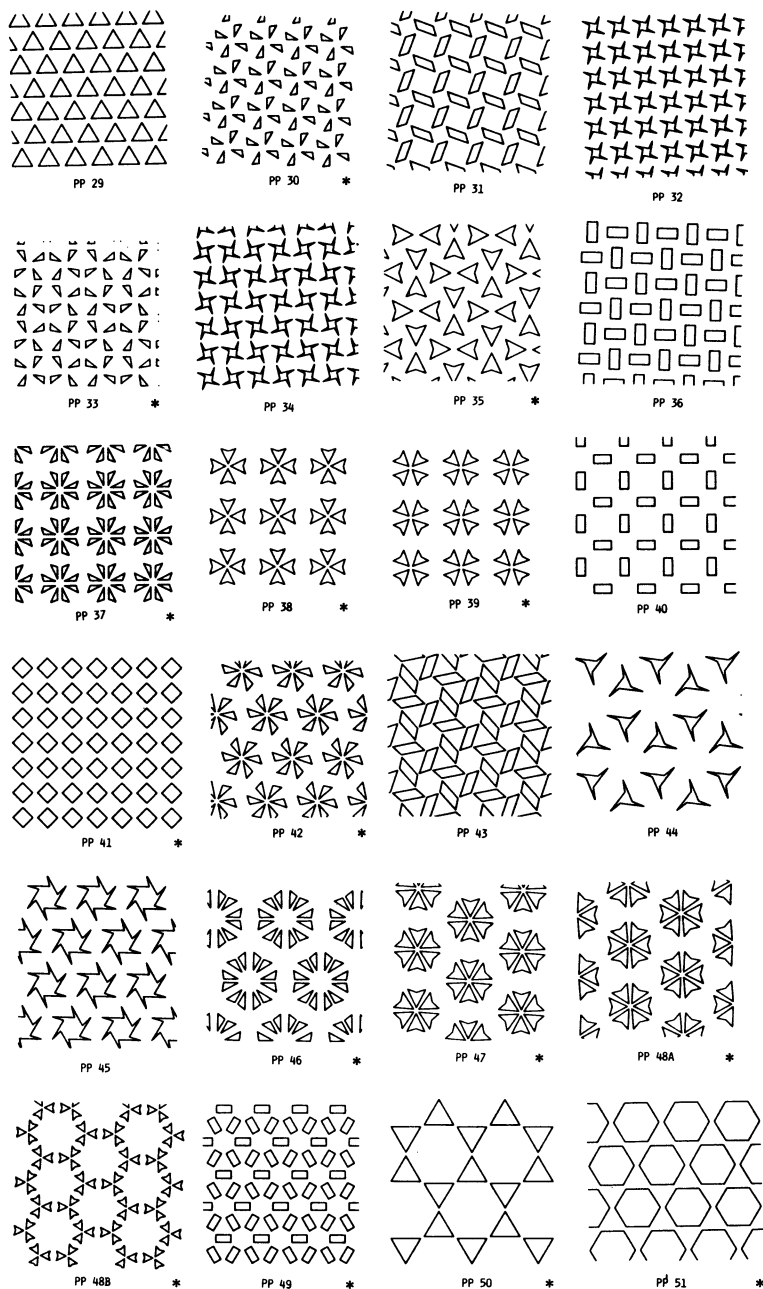 PP 29
PP 30 *
PP 31
PP 32
PP 33 *
PP 34
PP 35 *
PP 36
PP 37 *
PP 38 *
PP 39 *
PP 40
PP 41 *
PP 42 *
PP 43
PP 44
PP 45
PP 46 *
PP 47 *
PP 48A *
PP 48B *
PP 49 *
PP 50 *
PP 51 *